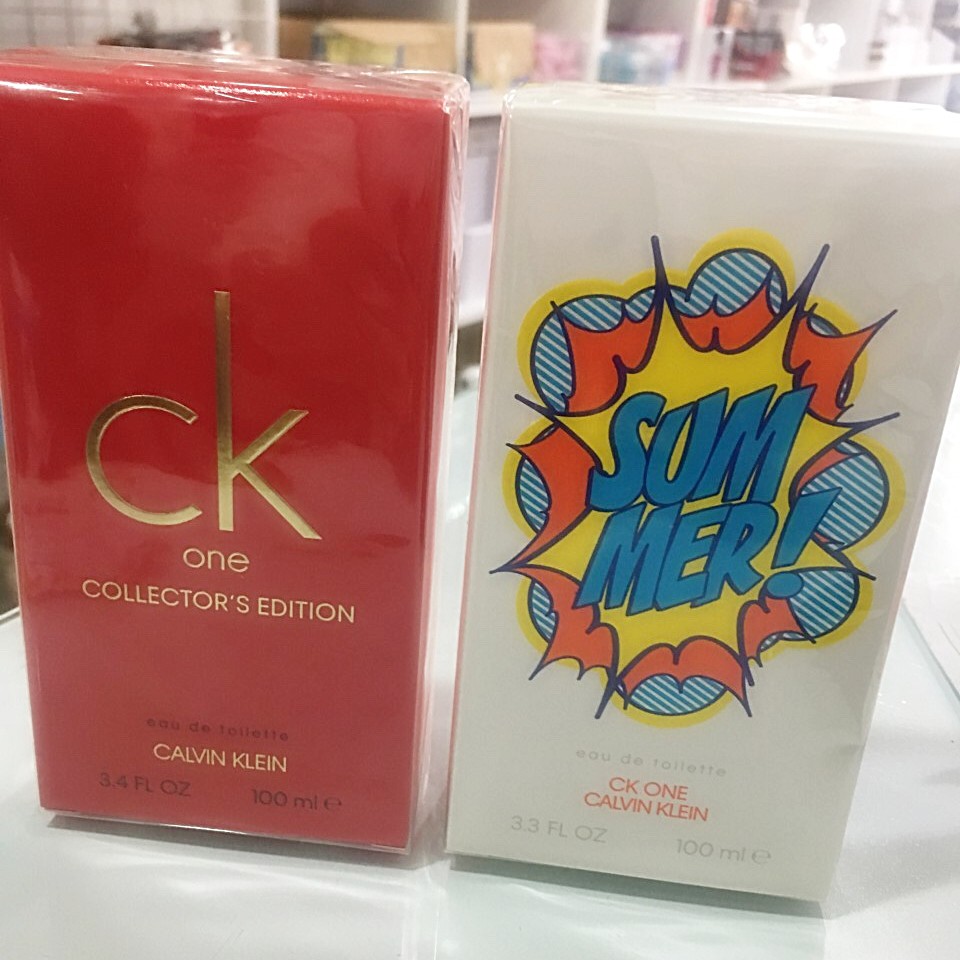 ck
one
COLLECTOR'S EDITION
eau de toilette
CALVIN KLEIN
3.4 FL OZ 100 ml ℮
SUM
MER!
eau de toilette
CK ONE
CALVIN KLEIN
3.3 FL OZ 100 ml ℮